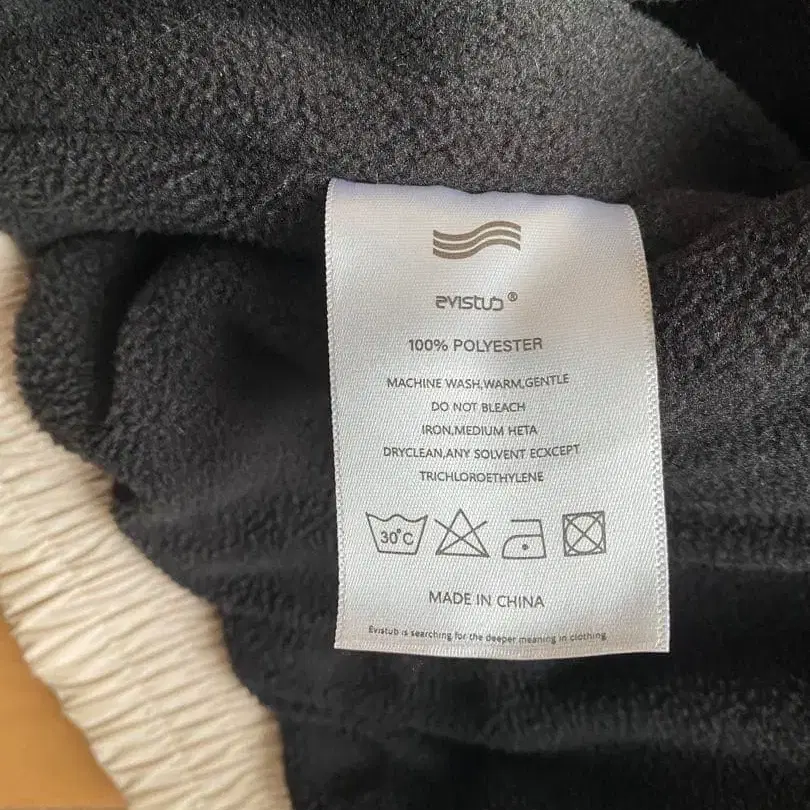 evistub®
100% POLYESTER
MACHINE WASH,WARM,GENTLE
DO NOT BLEACH
IRON,MEDIUM HETA
DRYCLEAN,ANY SOLVENT ECXCEPT
TRICHLOROETHYLENE
30°C
MADE IN CHINA
Evistub is searching for the deeper meaning in clothing